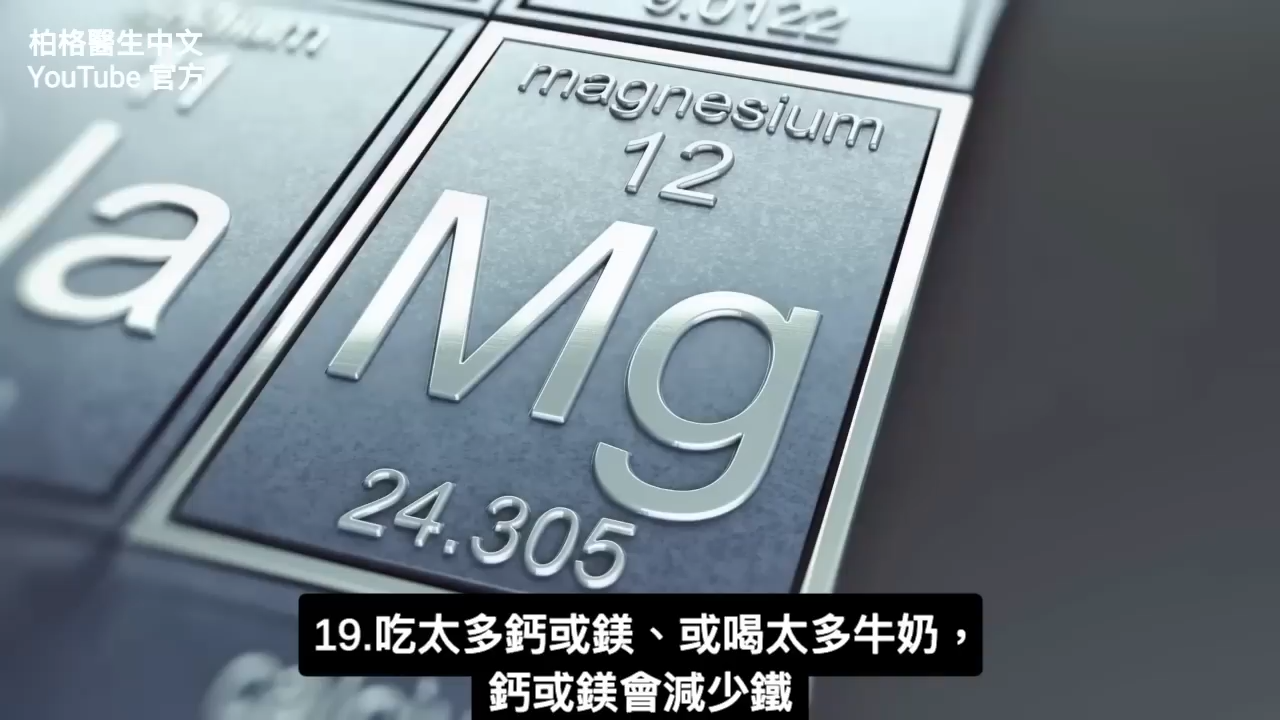 柏格醫生中文
YouTube 官方
9.0122
11
magnesium
12
Mg
24.305
19.吃太多鈣或鎂、或喝太多牛奶，
鈣或鎂會減少鐵